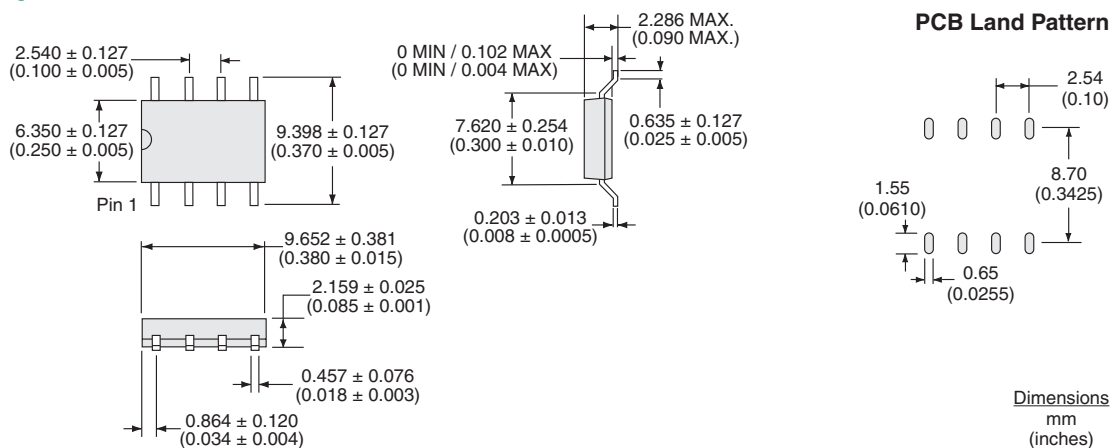 2.540 ± 0.127
(0.100 ± 0.005)
6.350 ± 0.127
(0.250 ± 0.005)
9.398 ± 0.127
(0.370 ± 0.005)
Pin 1
9.652 ± 0.381
(0.380 ± 0.015)
2.159 ± 0.025
(0.085 ± 0.001)
0.457 ± 0.076
(0.018 ± 0.003)
0.864 ± 0.120
(0.034 ± 0.004)
2.286 MAX.
(0.090 MAX.)
0 MIN / 0.102 MAX
(0 MIN / 0.004 MAX)
7.620 ± 0.254
(0.300 ± 0.010)
0.635 ± 0.127
(0.025 ± 0.005)
0.203 ± 0.013
(0.008 ± 0.0005)
PCB Land Pattern
2.54
(0.10)
8.70
(0.3425)
1.55
(0.0610)
0.65
(0.0255)
Dimensions
mm
(inches)